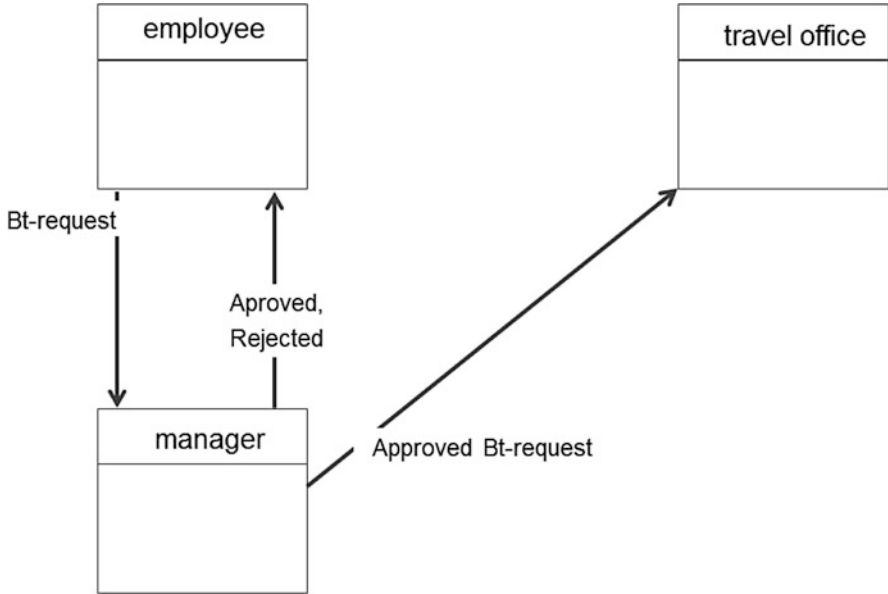 employee
travel office
Bt-request
Aproved,
Rejected
manager
Approved Bt-request